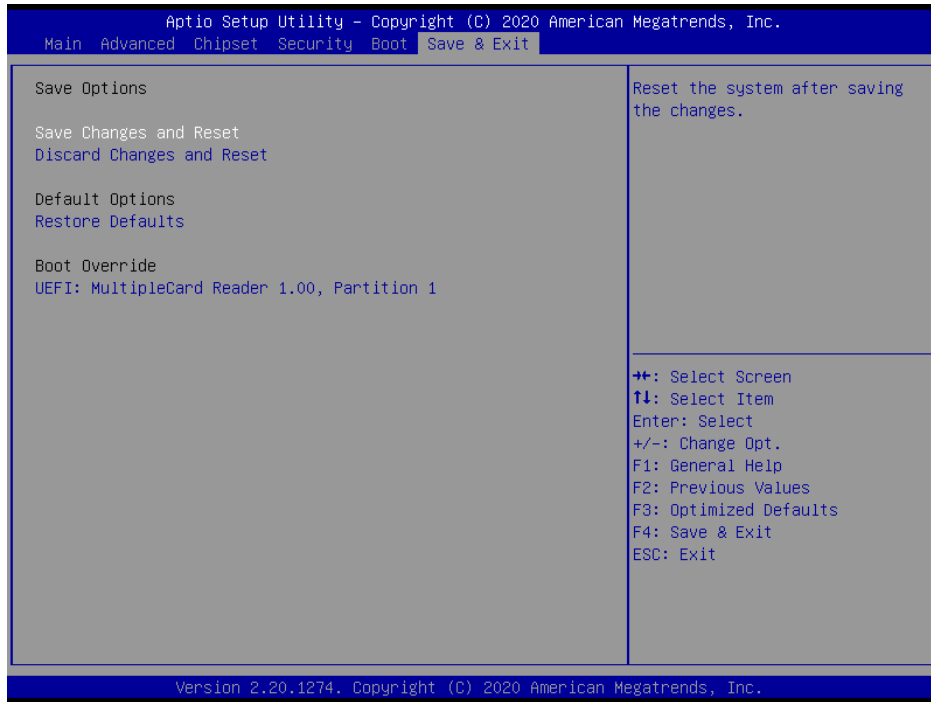 Aptio Setup Utility – Copyright (C) 2020 American Megatrends, Inc.
Main Advanced Chipset Security Boot Save & Exit
Save Options
Save Changes and Reset
Discard Changes and Reset
Default Options
Restore Defaults
Boot Override
UEFI: MultipleCard Reader 1.00, Partition 1
Reset the system after saving
the changes.
→←: Select Screen
↑↓: Select Item
Enter: Select
+/-: Change Opt.
F1: General Help
F2: Previous Values
F3: Optimized Defaults
F4: Save & Exit
ESC: Exit
Version 2.20.1274. Copyright (C) 2020 American Megatrends, Inc.